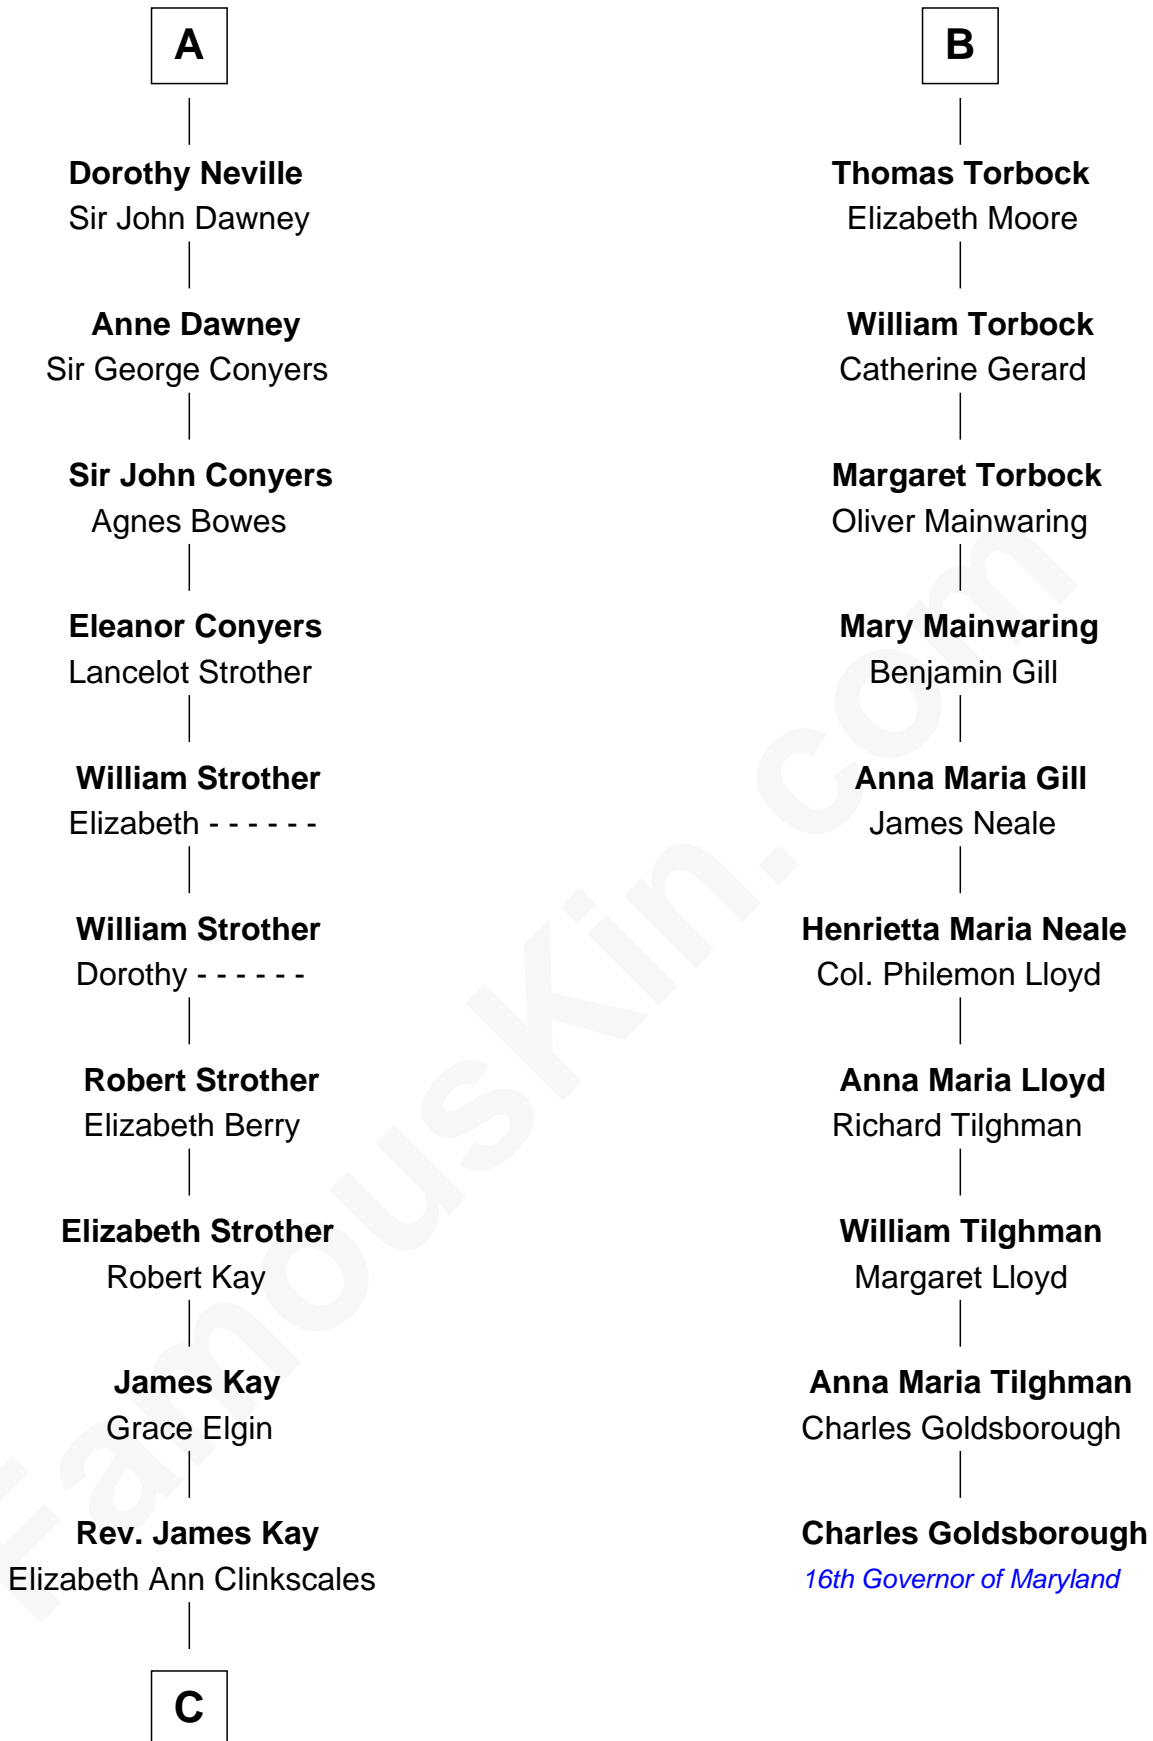 A
Dorothy Neville
Sir John Dawney
Anne Dawney
Sir George Conyers
Sir John Conyers
Agnes Bowes
Eleanor Conyers
Lancelot Strother
William Strother
Elizabeth - - - - - -
William Strother
Dorothy - - - - - -
Robert Strother
Elizabeth Berry
Elizabeth Strother
Robert Kay
James Kay
Grace Elgin
Rev. James Kay
Elizabeth Ann Clinkscales
C
B
Thomas Torbock
Elizabeth Moore
William Torbock
Catherine Gerard
Margaret Torbock
Oliver Mainwaring
Mary Mainwaring
Benjamin Gill
Anna Maria Gill
James Neale
Henrietta Maria Neale
Col. Philemon Lloyd
Anna Maria Lloyd
Richard Tilghman
William Tilghman
Margaret Lloyd
Anna Maria Tilghman
Charles Goldsborough
Charles Goldsborough
16th Governor of Maryland
FamousKin.com